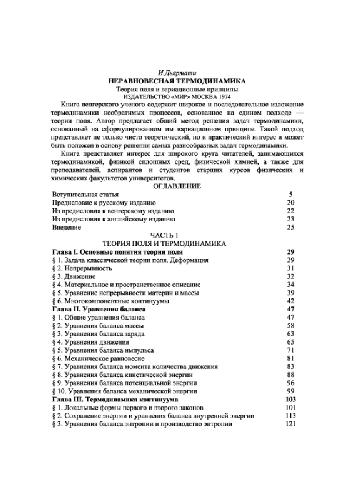 И.Дьярмати
НЕРАВНОВЕСНАЯ ТЕРМОДИНАМИКА
Теория поля и вариационные принципы
ИЗДАТЕЛЬСТВО «МИР» МОСКВА 1974
Книга венгерского ученого содержит широкое и последовательное изложение
термодинамики необратимых процессов, основанное на едином подходе —
теории поля. Автор предлагает общий метод решения задач термодинамики,
основанный на сформулированном им вариационном принципе. Такой подход
представляет не только теоретический, но и практический интерес и может
быть положен в основу решения самых разнообразных задач термодинамики.
Книга представляет интерес для широкого круга читателей, занимающихся
термодинамикой, физикой сплошных сред, физической химией, а также для
преподавателей, аспирантов и студентов старших курсов физических и
химических факультетов университетов.
ОГЛАВЛЕНИЕ
Вступительная статья 5
Предисловие к русскому изданию 20
Из предисловия к венгерскому изданию 22
Из предисловия к английскому изданию 23
Введение 25
ЧАСТЬ 1
ТЕОРИЯ ПОЛЯ И ТЕРМОДИНАМИКА
Глава I. Основные понятия теории поля 29
§ 1. Задача классической теории поля. Деформация 29
§ 2. Непрерывность 31
§ 3. Движение 32
§ 4. Материальное и пространственное описание 34
§ 5. Уравнение непрерывности материи и массы 39
§ 6. Многокомпонентные континуумы 42
Глава II. Уравнения баланса 47
§ 1. Общие уравнения баланса 47
§ 2. Уравнения баланса массы 58
§ 3. Уравнения баланса заряда 63
§ 4. Уравнения движения 65
§ 5. Уравнения баланса импульса 71
§ 6. Механическое равновесие 81
§ 7. Уравнения баланса момента количества движения 83
§ 8. Уравнения баланса кинетической энергии 88
§ 9. Уравнения баланса потенциальной энергии 56
§ 10. Уравнения баланса механической энергии 59
Глава III. Термодинамика континуума 103
§ 1. Локальные формы первого и второго законов 101
§ 2. Сохранение энергии и уравнения баланса внутренней энергии 113
§ 3. Уравнения баланса энтропии и производство энтропии 121